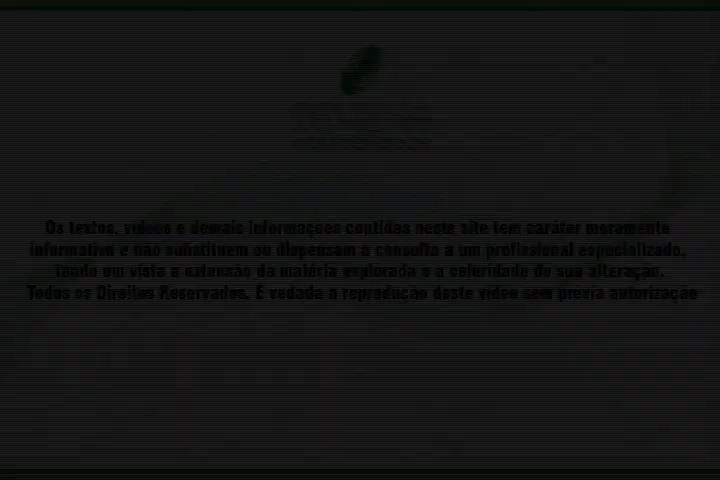 Os textos, vídeos e demais informações contidas neste site tem caráter meramente
informativo e não substituem ou dispensam a consulta a um profissional especializado.
Tendo em vista a extensão da matéria explorada e a celeridade de sua alteração.
Todos os Direitos Reservados. É vedada a reprodução deste vídeo sem prévia autorização